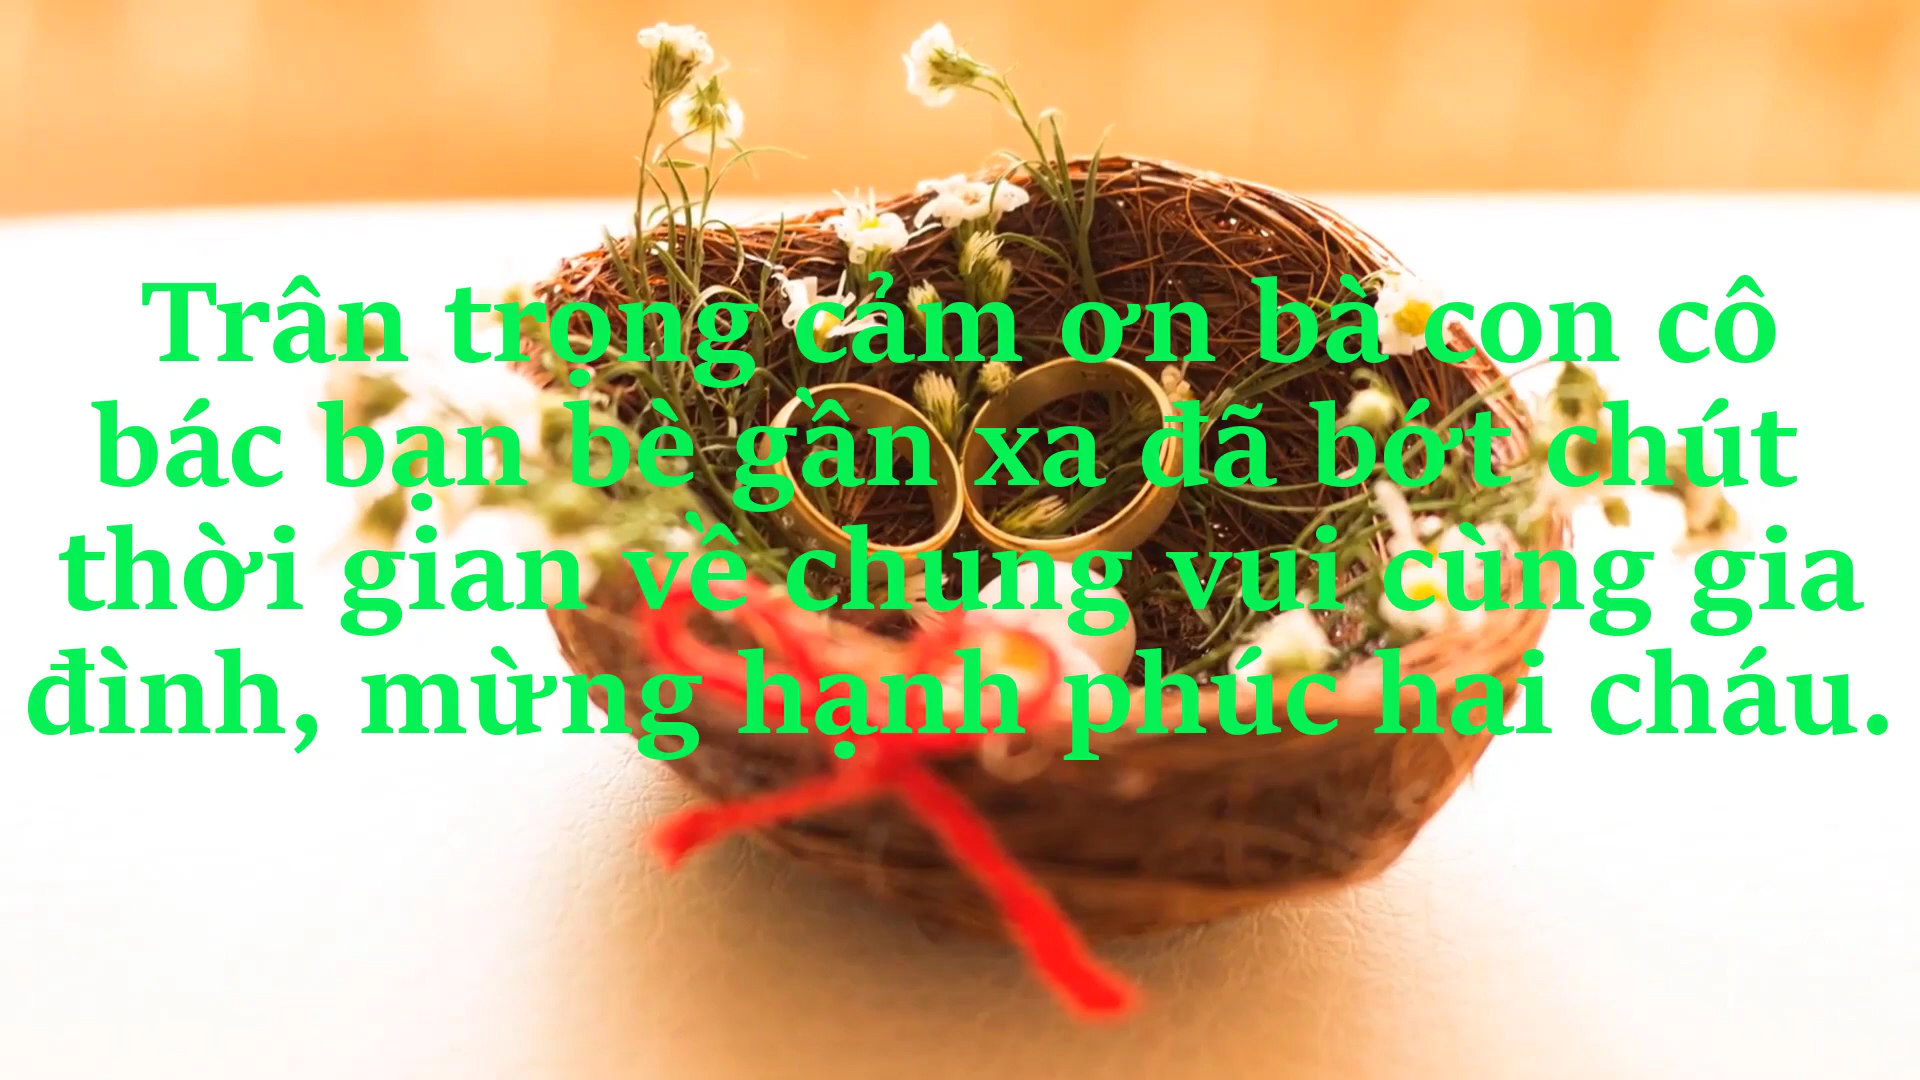 Trân trọng cảm ơn bà con cô
bác bạn bè gần xa đã bớt chút
thời gian về chung vui cùng gia
đình, mừng hạnh phúc hai cháu.